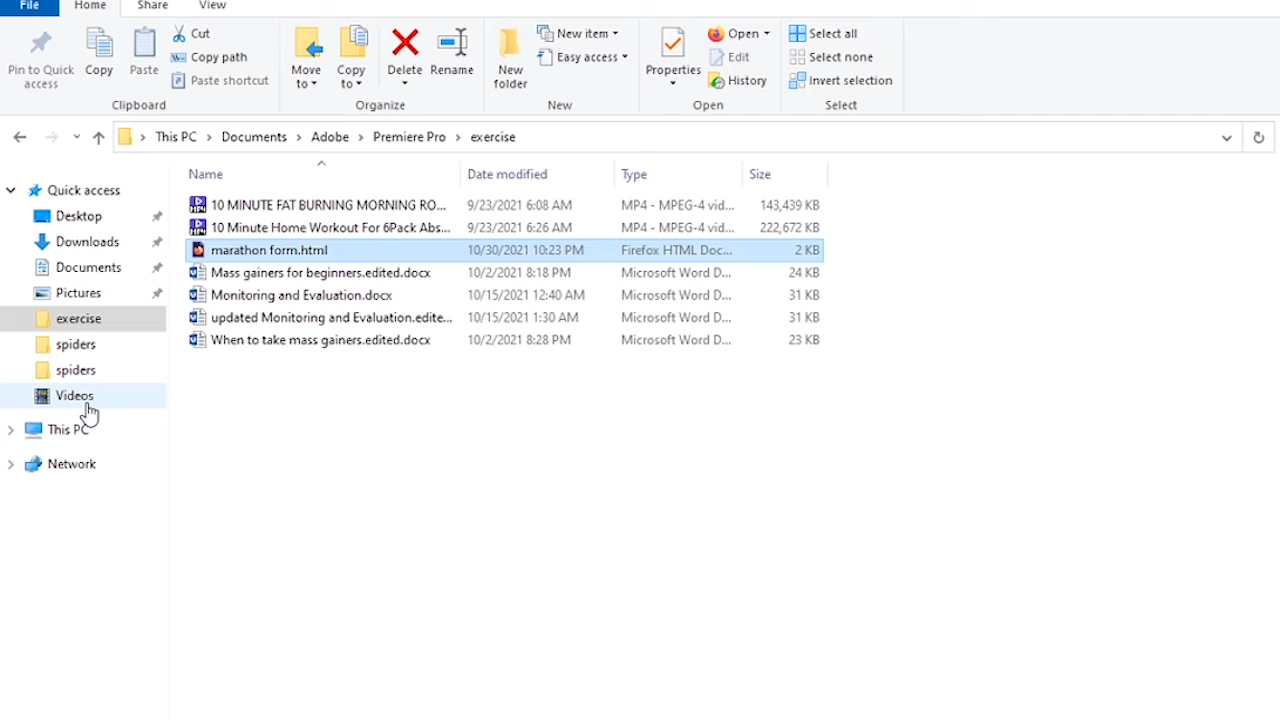 File Home Share View
Cut New item Open Select all
Copy path Easy access Edit Select none
Pin to Quick access Copy Paste Paste shortcut Move to Copy to Delete Rename New folder Properties History Invert selection
Clipboard Organize New Open Select
This PC Documents Adobe Premiere Pro exercise
Name Date modified Type Size
Quick access
Desktop
Downloads
Documents
Pictures
exercise
spiders
spiders
Videos
This PC
Network
10 MINUTE FAT BURNING MORNING RO... 9/23/2021 6:08 AM MP4 - MPEG-4 vid... 143,439 KB
10 Minute Home Workout For 6Pack Abs... 9/23/2021 6:26 AM MP4 - MPEG-4 vid... 222,672 KB
marathon form.html 10/30/2021 10:23 PM Firefox HTML Doc... 2 KB
Mass gainers for beginners.edited.docx 10/2/2021 8:18 PM Microsoft Word D... 24 KB
Monitoring and Evaluation.docx 10/15/2021 12:40 AM Microsoft Word D... 31 KB
updated Monitoring and Evaluation.edite... 10/15/2021 1:30 AM Microsoft Word D... 31 KB
When to take mass gainers.edited.docx 10/2/2021 8:28 PM Microsoft Word D... 23 KB